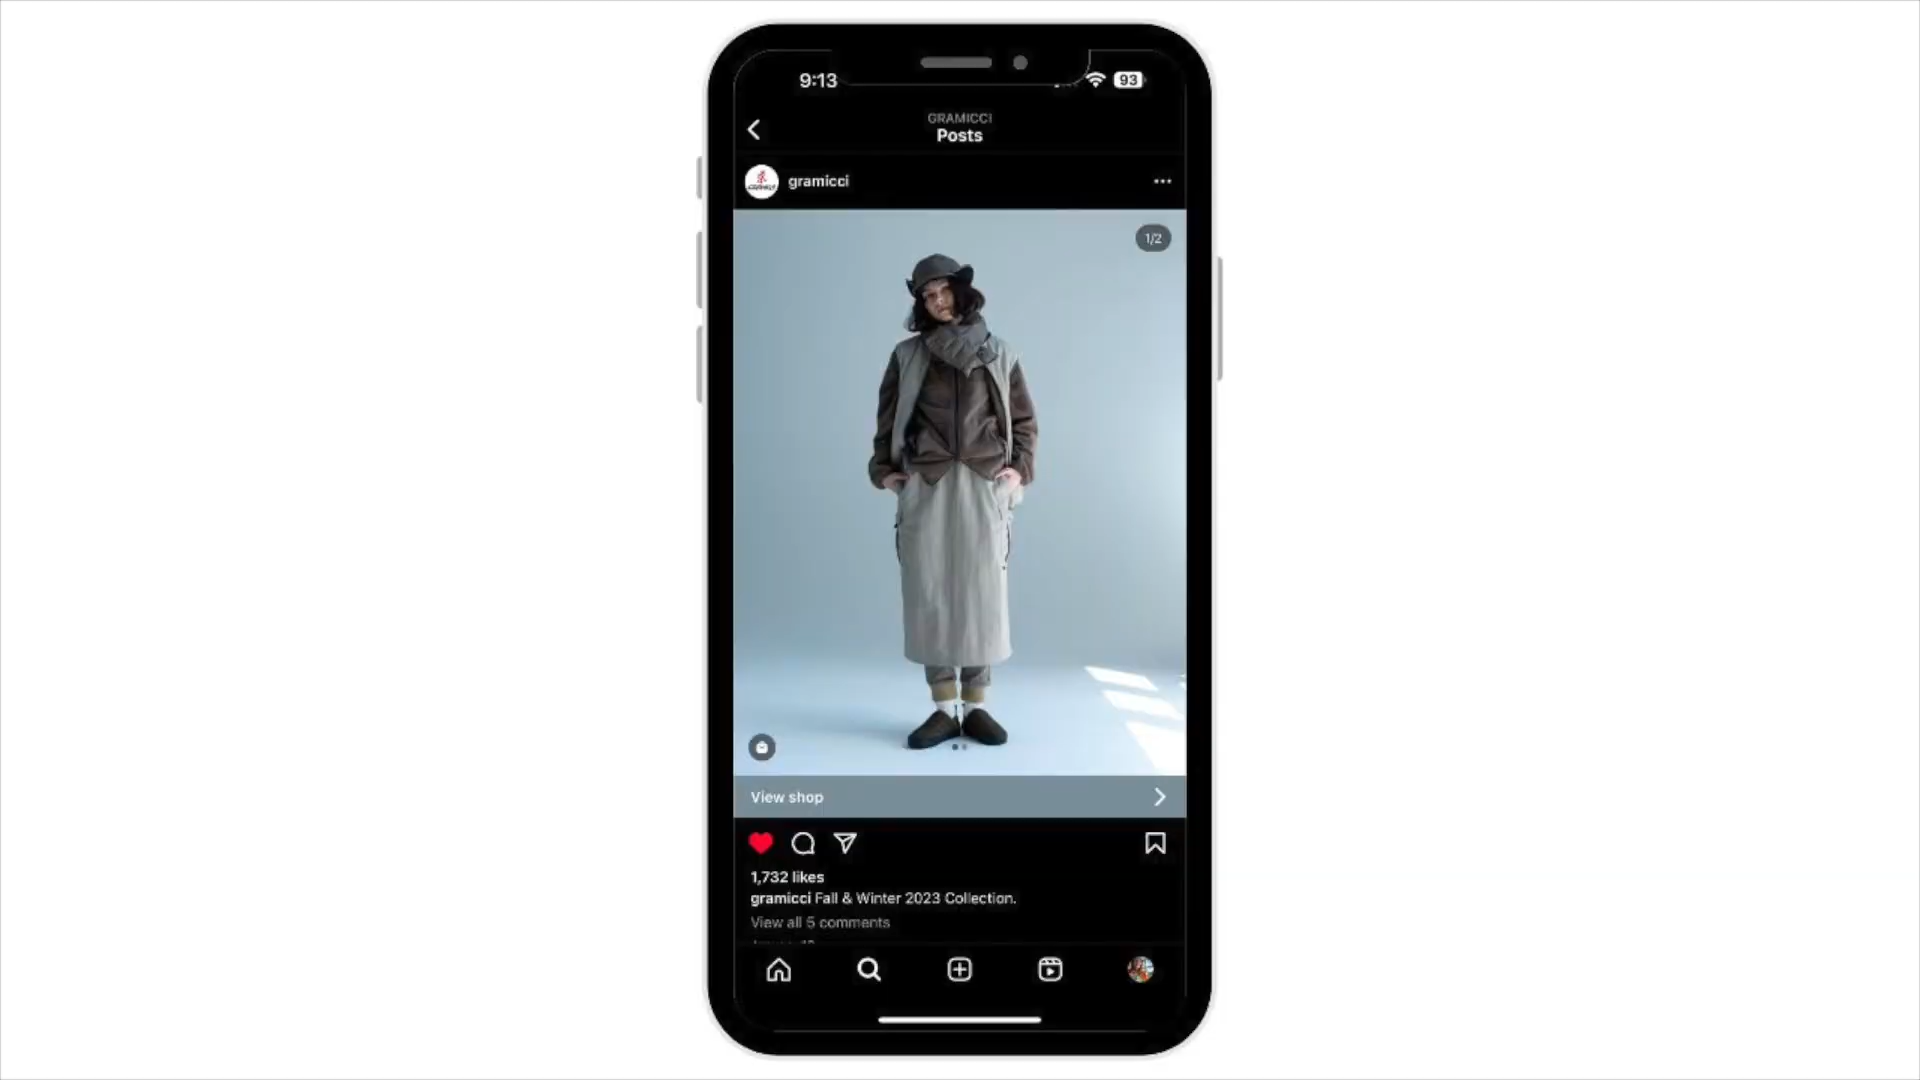 9:13
93
GRAMICCI
Posts
gramicci
1/2
View shop
1,732 likes
gramicci Fall & Winter 2023 Collection.
View all 5 comments